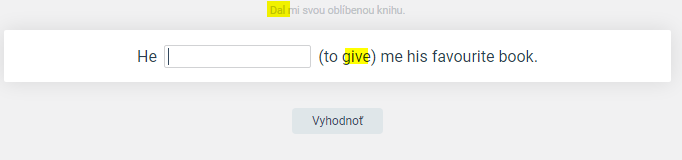 Dal mi svou oblíbenou knihu.
He (to give) me his favourite book.
Vyhodnoť